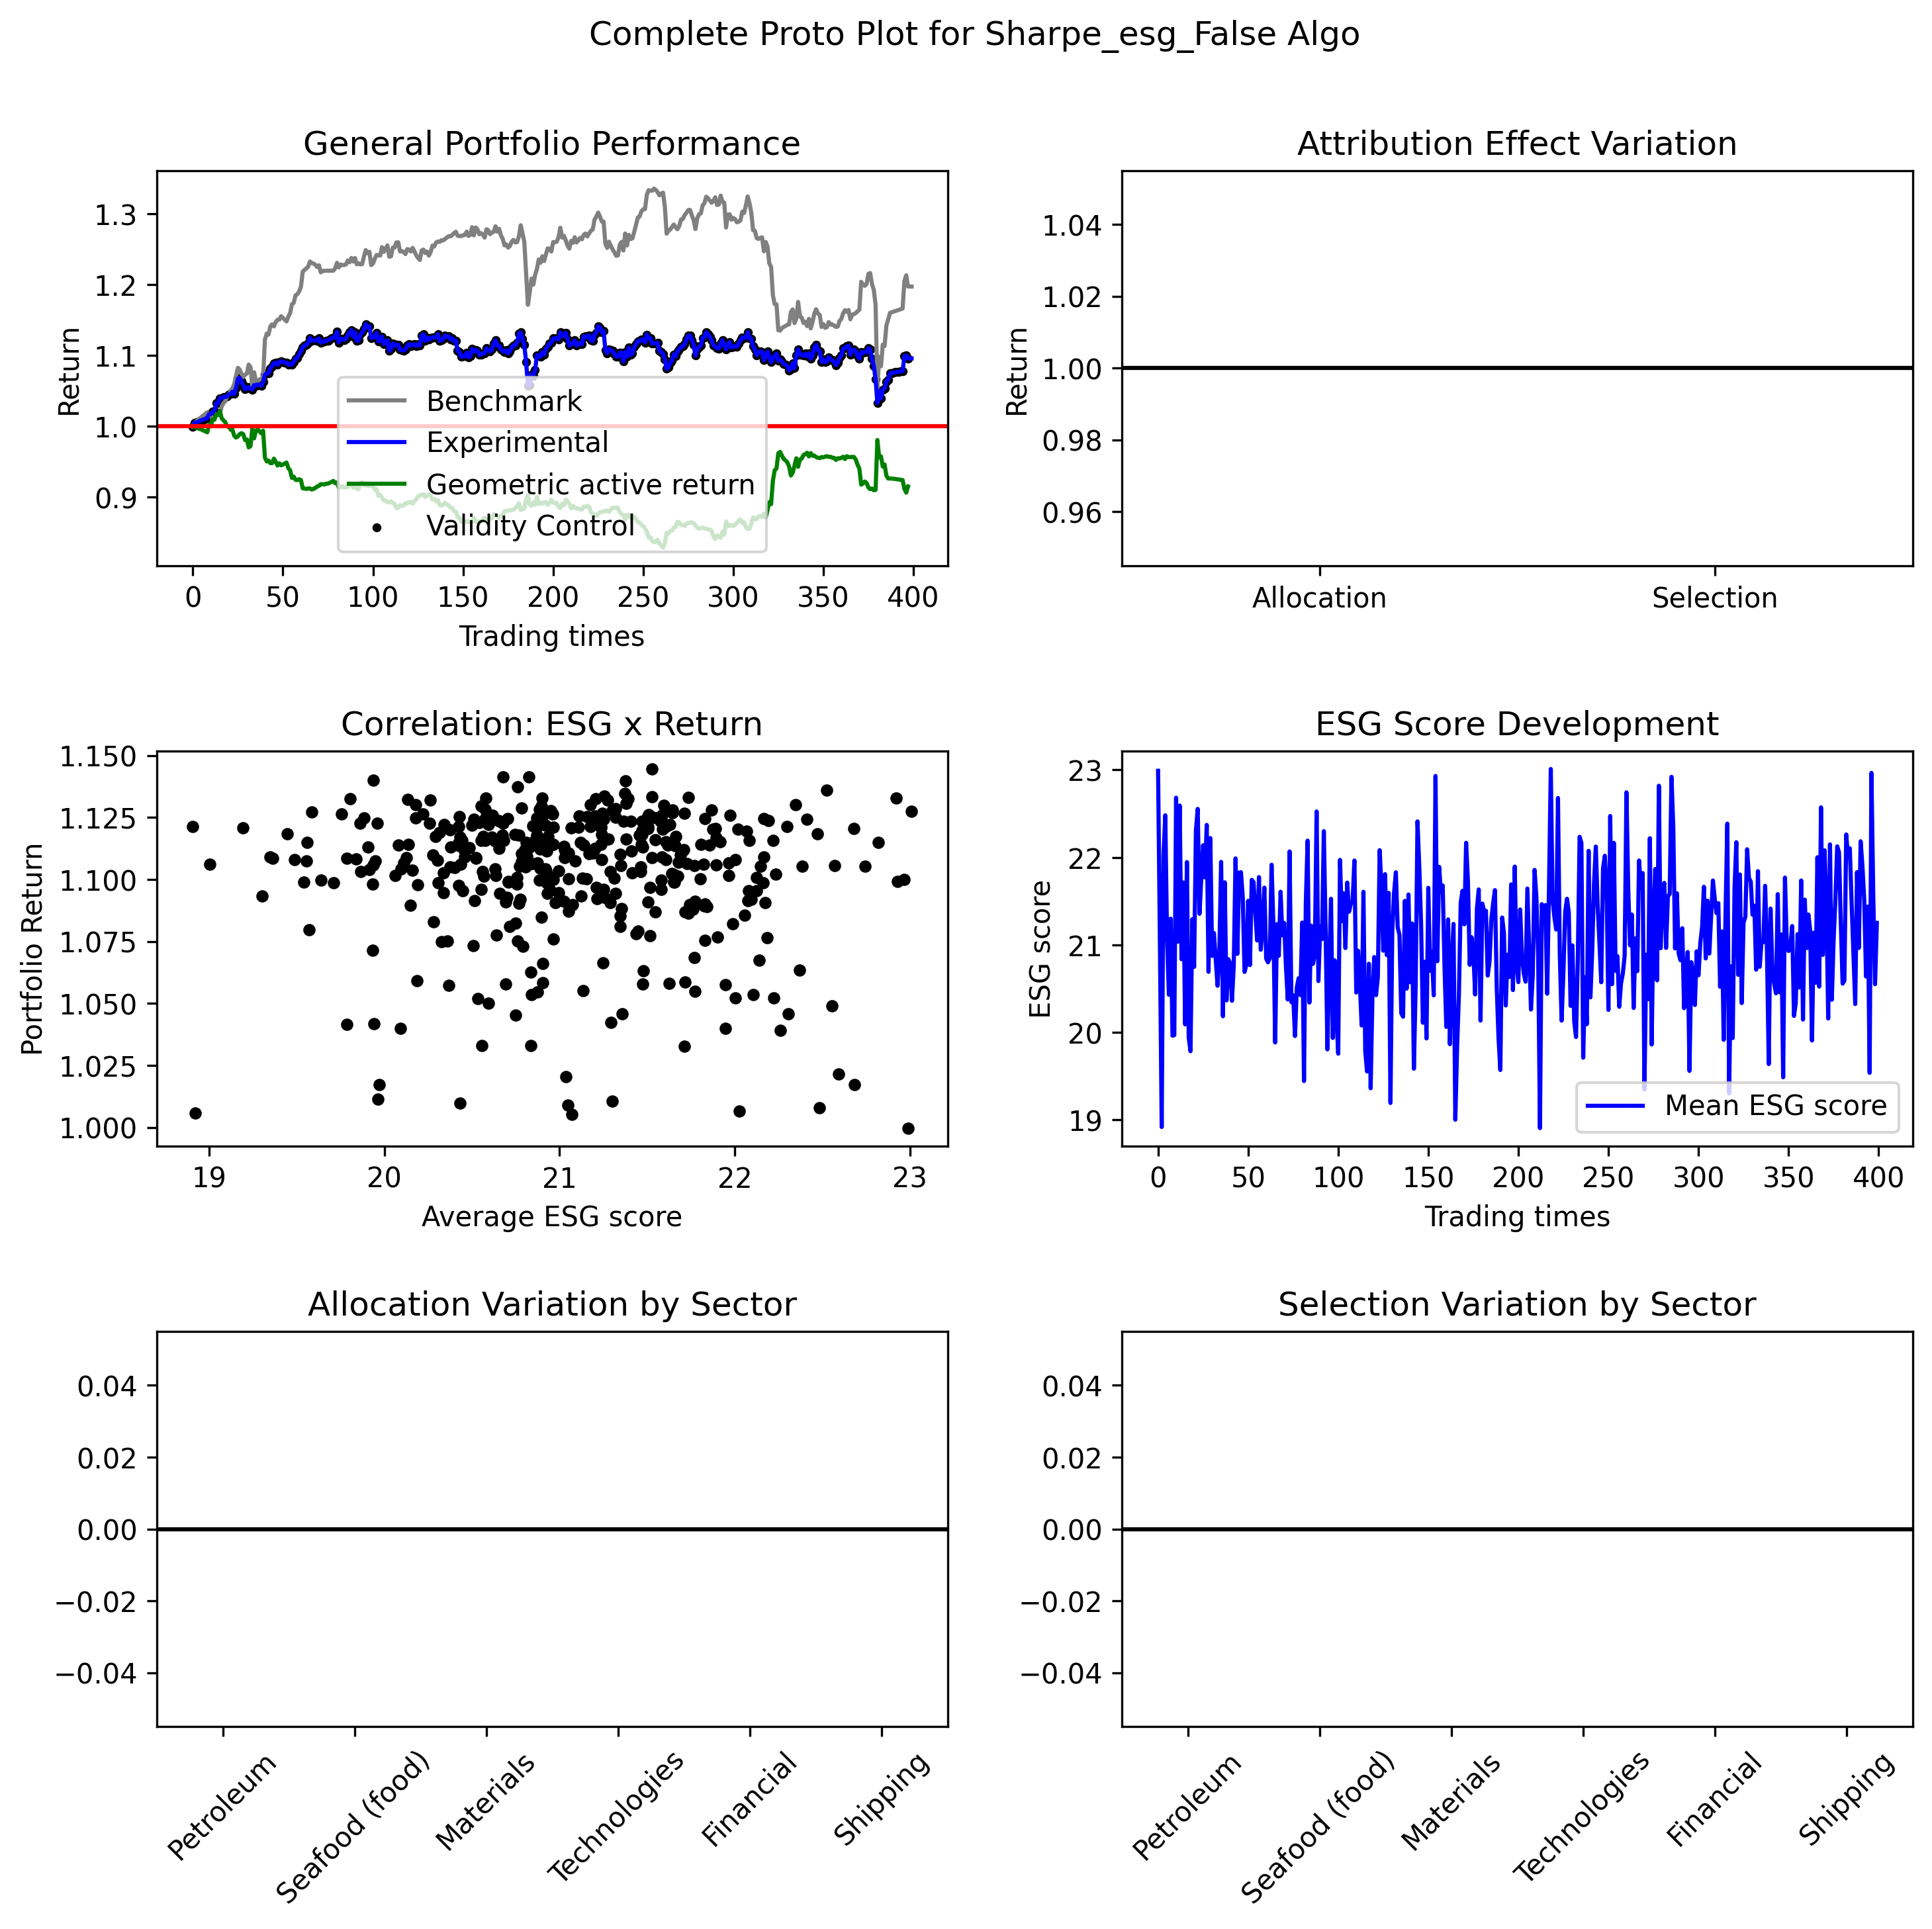 Complete Proto Plot for Sharpe_esg_False Algo
General Portfolio Performance
Return
1.3
1.2
1.1
1.0
0.9
Benchmark
Experimental
Geometric active return
Validity Control
0 50 100 150 200 250 300 350 400
Trading times
Attribution Effect Variation
Return
1.04
1.02
1.00
0.98
0.96
Allocation Selection
Correlation: ESG x Return
Portfolio Return
1.150
1.125
1.100
1.075
1.050
1.025
1.000
19 20 21 22 23
Average ESG score
ESG Score Development
ESG score
23
22
21
20
19
Mean ESG score
0 50 100 150 200 250 300 350 400
Trading times
Allocation Variation by Sector
0.04
0.02
0.00
−0.02
−0.04
Petroleum
Seafood (food)
Materials
Technologies
Financial
Shipping
Selection Variation by Sector
0.04
0.02
0.00
−0.02
−0.04
Petroleum
Seafood (food)
Materials
Technologies
Financial
Shipping